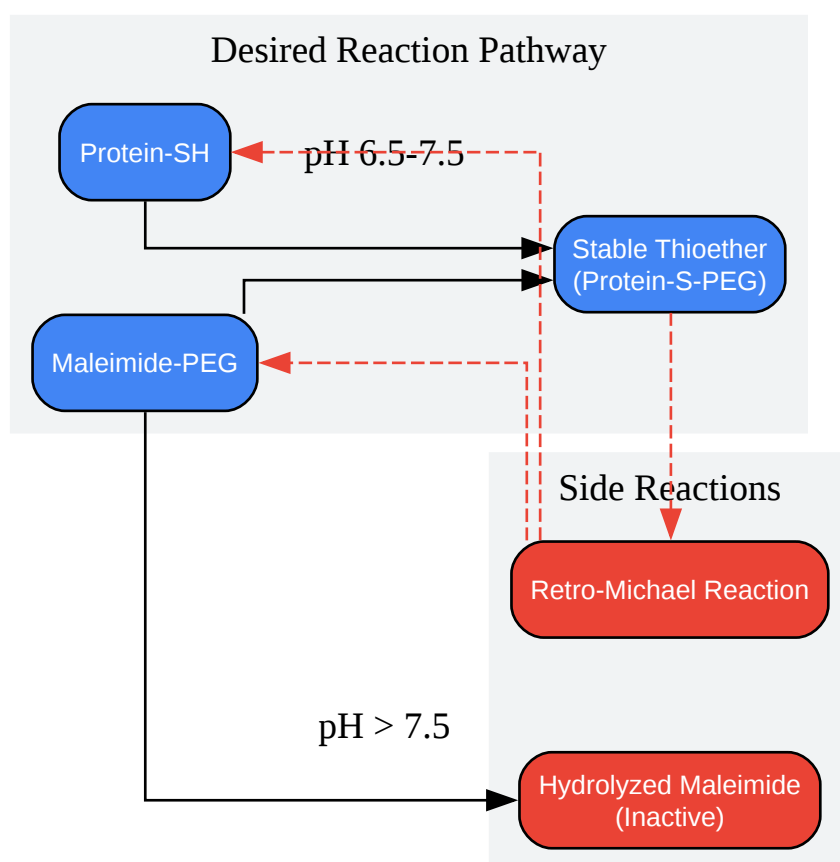 Desired Reaction Pathway
Protein-SH
pH 6.5-7.5
Stable Thioether
(Protein-S-PEG)
Maleimide-PEG
Side Reactions
Retro-Michael Reaction
pH > 7.5
Hydrolyzed Maleimide
(Inactive)